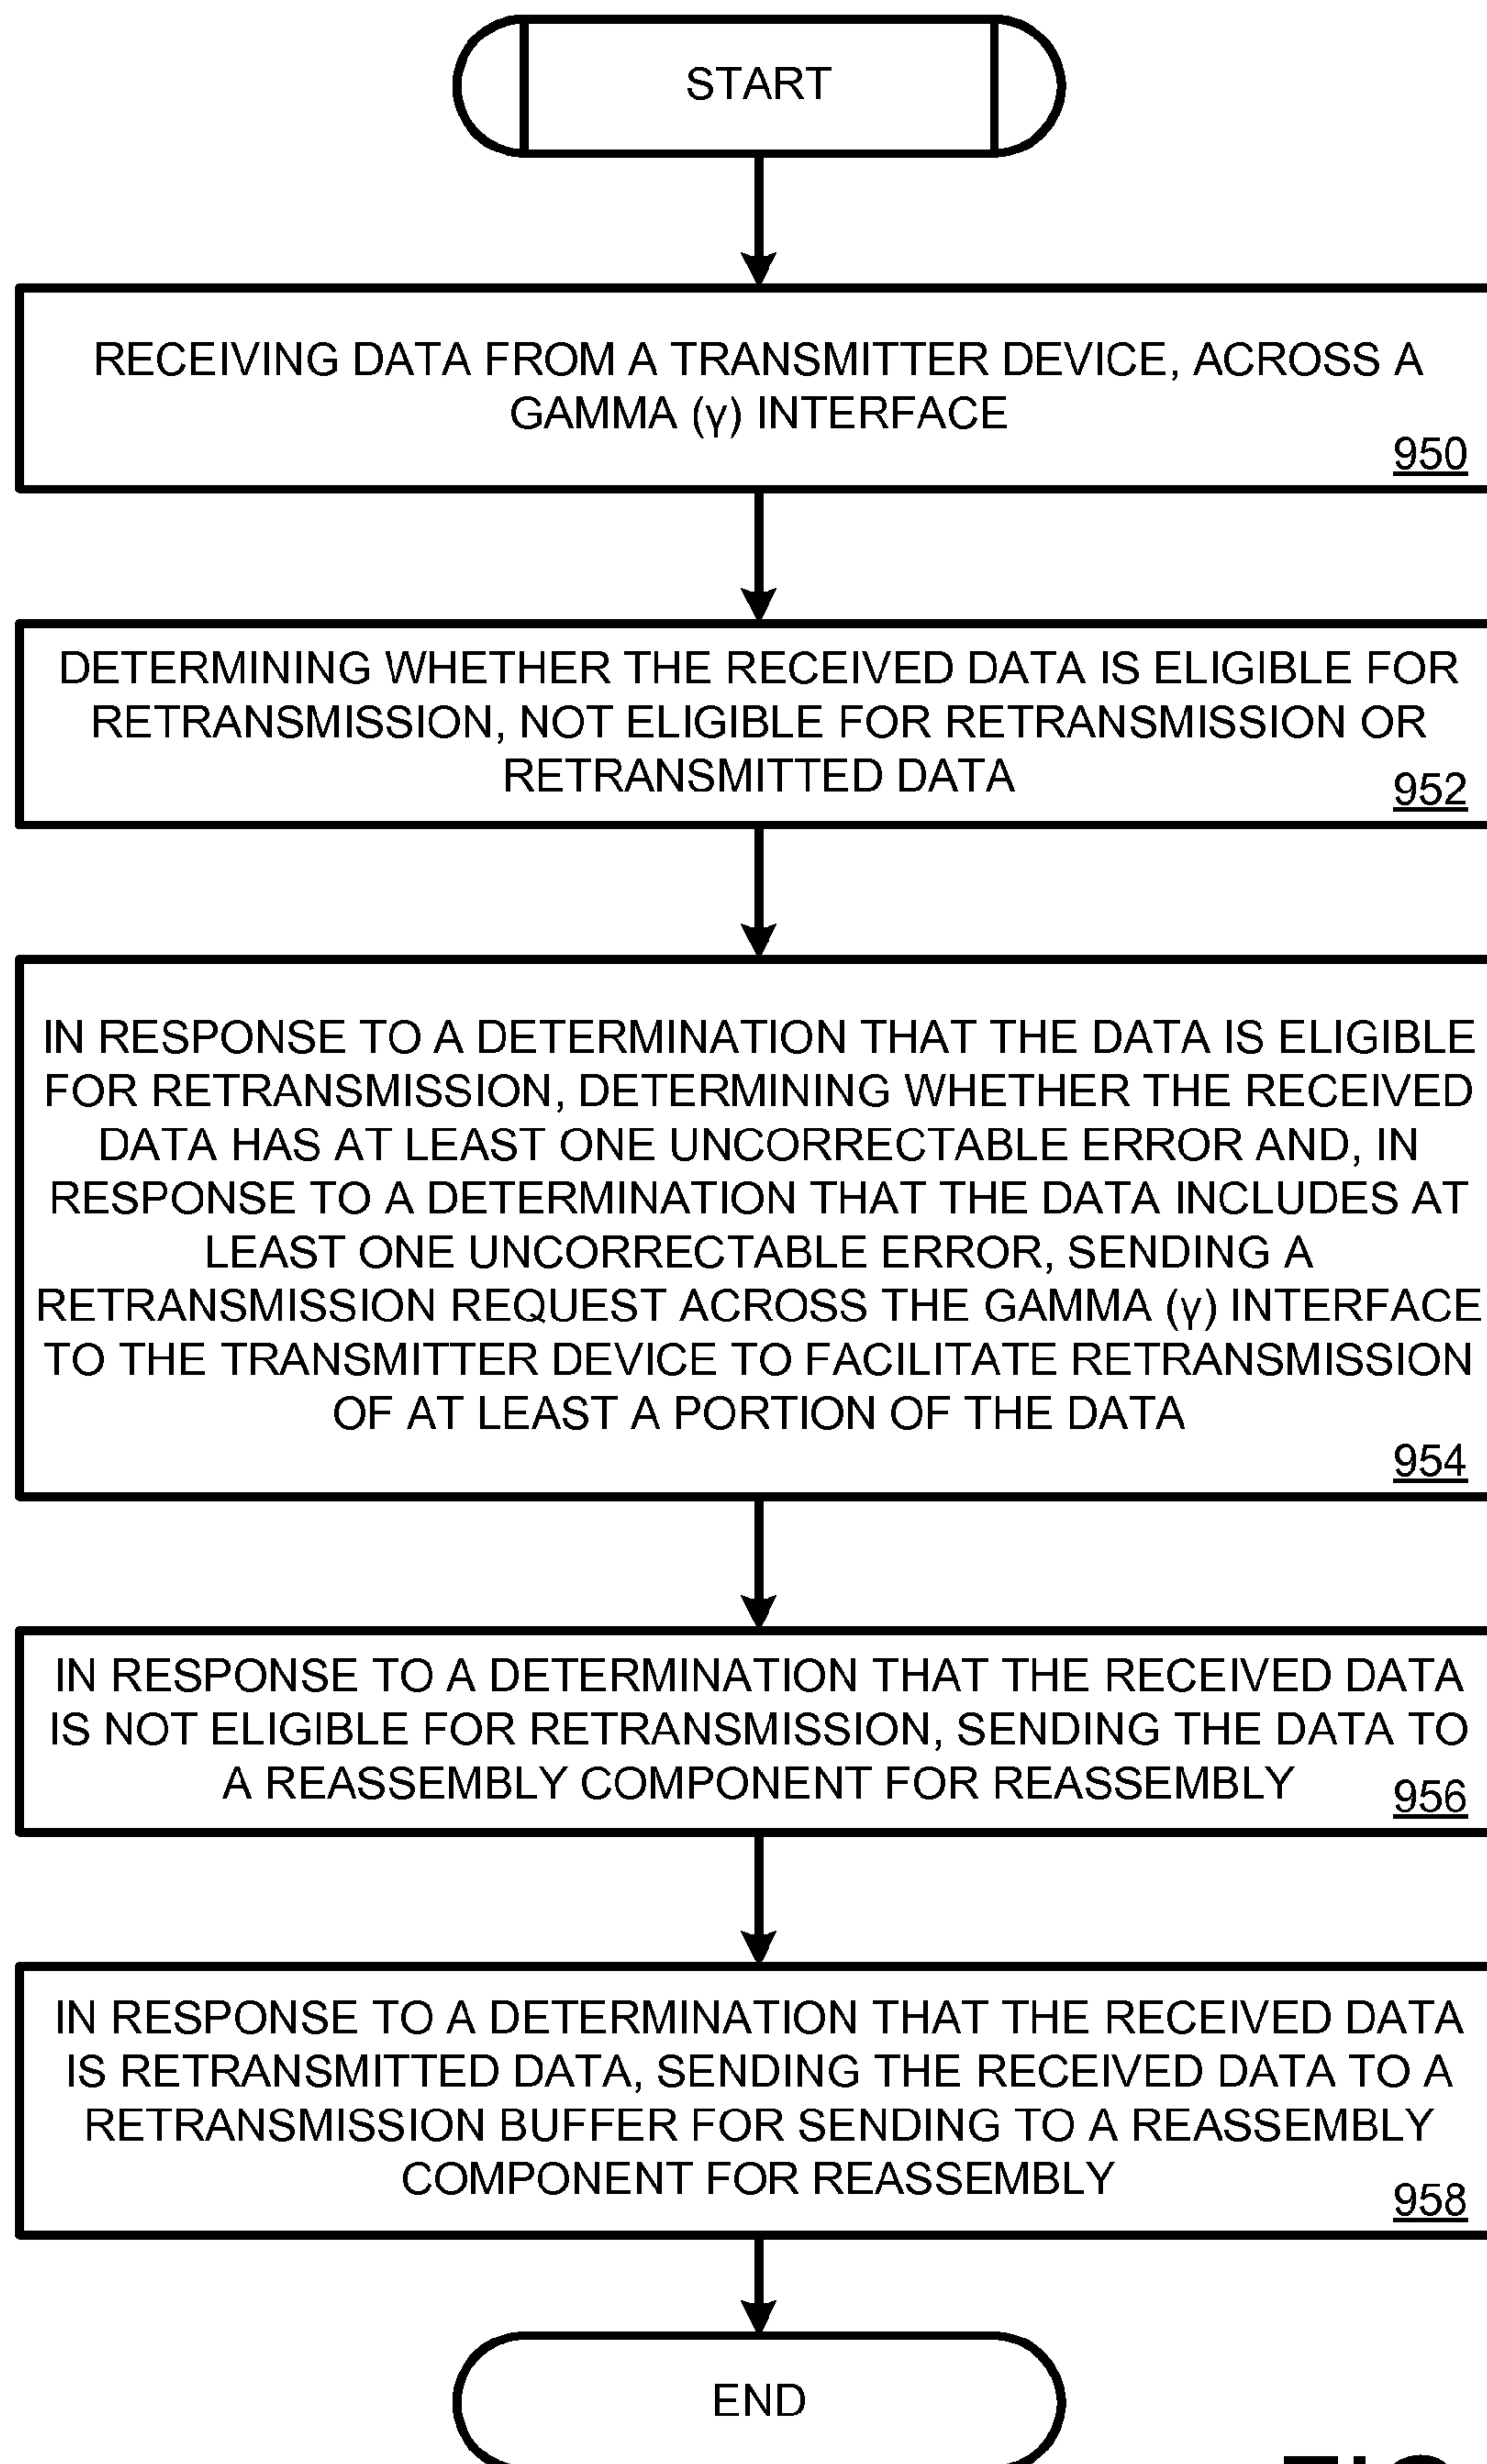 START
RECEIVING DATA FROM A TRANSMITTER DEVICE, ACROSS A
GAMMA (γ) INTERFACE
950
DETERMINING WHETHER THE RECEIVED DATA IS ELIGIBLE FOR
RETRANSMISSION, NOT ELIGIBLE FOR RETRANSMISSION OR
RETRANSMITTED DATA
952
IN RESPONSE TO A DETERMINATION THAT THE DATA IS ELIGIBLE
FOR RETRANSMISSION, DETERMINING WHETHER THE RECEIVED
DATA HAS AT LEAST ONE UNCORRECTABLE ERROR AND, IN
RESPONSE TO A DETERMINATION THAT THE DATA INCLUDES AT
LEAST ONE UNCORRECTABLE ERROR, SENDING A
RETRANSMISSION REQUEST ACROSS THE GAMMA (γ) INTERFACE
TO THE TRANSMITTER DEVICE TO FACILITATE RETRANSMISSION
OF AT LEAST A PORTION OF THE DATA
954
IN RESPONSE TO A DETERMINATION THAT THE RECEIVED DATA
IS NOT ELIGIBLE FOR RETRANSMISSION, SENDING THE DATA TO
A REASSEMBLY COMPONENT FOR REASSEMBLY
956
IN RESPONSE TO A DETERMINATION THAT THE RECEIVED DATA
IS RETRANSMITTED DATA, SENDING THE RECEIVED DATA TO A
RETRANSMISSION BUFFER FOR SENDING TO A REASSEMBLY
COMPONENT FOR REASSEMBLY
958
END